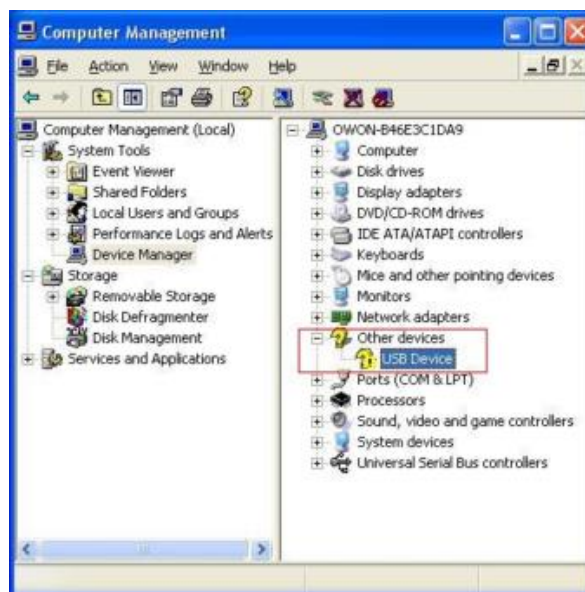 Computer Management
File Action View Window Help
Computer Management (Local)
System Tools
Event Viewer
Shared Folders
Local Users and Groups
Performance Logs and Alerts
Device Manager
Storage
Removable Storage
Disk Defragmenter
Disk Management
Services and Applications
OWON-B46E3C1DA9
Computer
Disk drives
Display adapters
DVD/CD-ROM drives
IDE ATA/ATAPI controllers
Keyboards
Mice and other pointing devices
Monitors
Network adapters
Other devices
USB Device
Ports (COM & LPT)
Processors
Sound, video and game controllers
System devices
Universal Serial Bus controllers